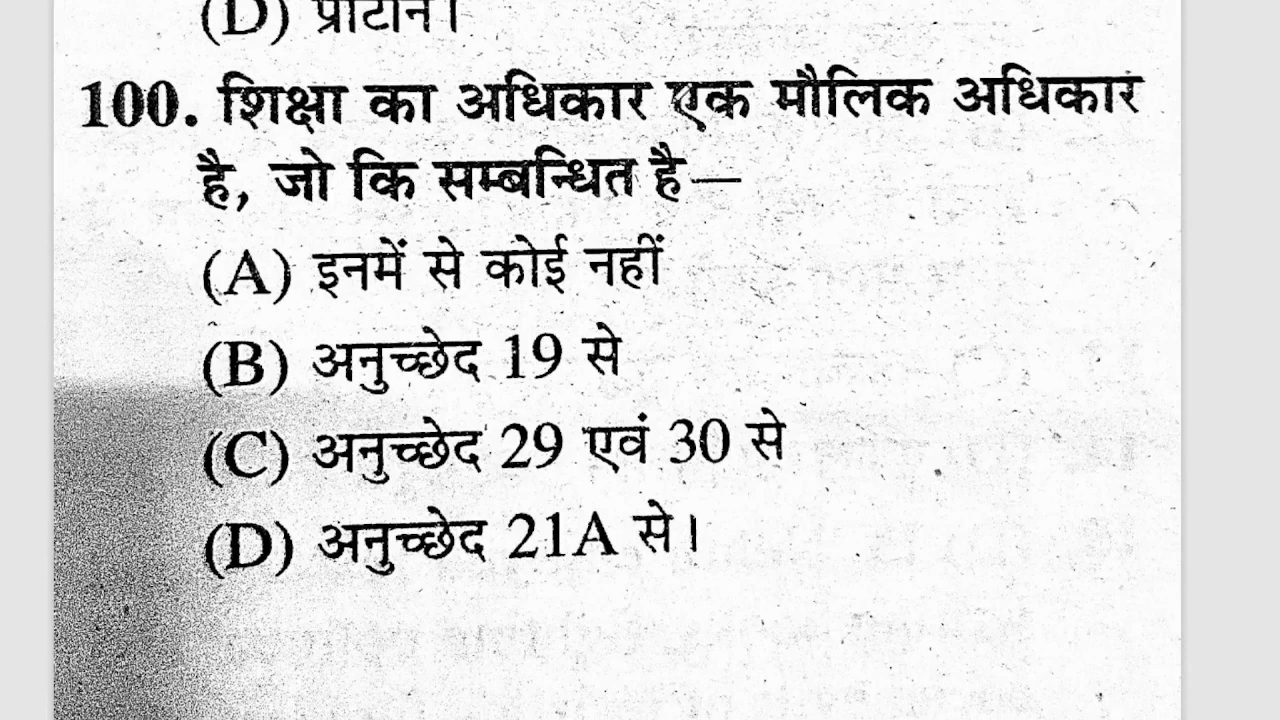 (D) प्रोटीन।
100. शिक्षा का अधिकार एक मौलिक अधिकार
है, जो कि सम्बन्धित है—
(A) इनमें से कोई नहीं
(B) अनुच्छेद 19 से
(C) अनुच्छेद 29 एवं 30 से
(D) अनुच्छेद 21A से।